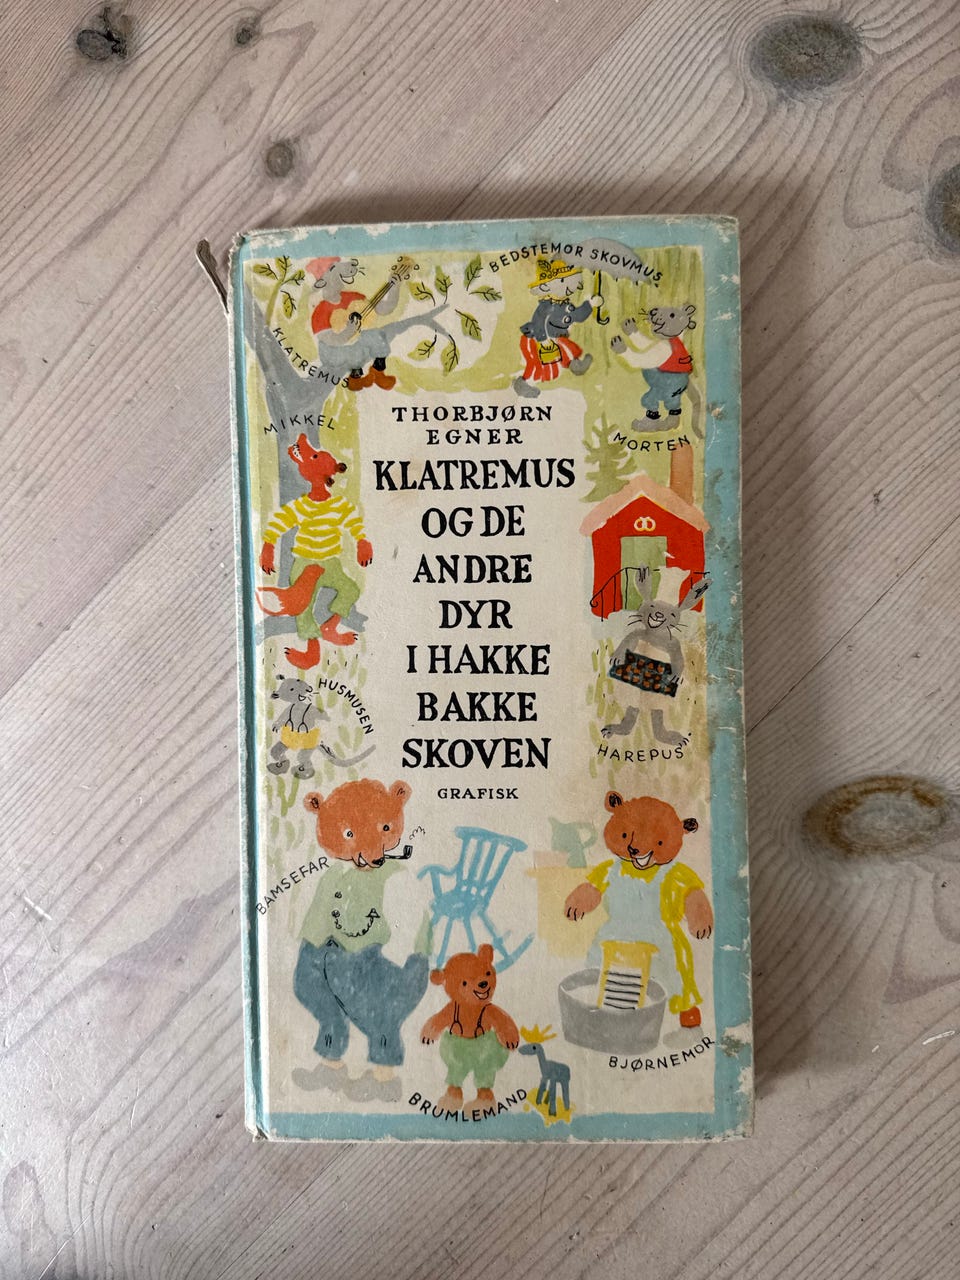 BEDSTEMOR SKOVMUS
KLATREMUS
MIKKEL
MORTEN
THORBJØRN
EGNER
KLATREMUS
OG DE
ANDRE
DYR
I HAKKE
BAKKE
SKOVEN
GRAFISK
HUSMUSEN
HAREPUS
BAMSEFAR
BRUMLEMAND
BJØRNEMOR